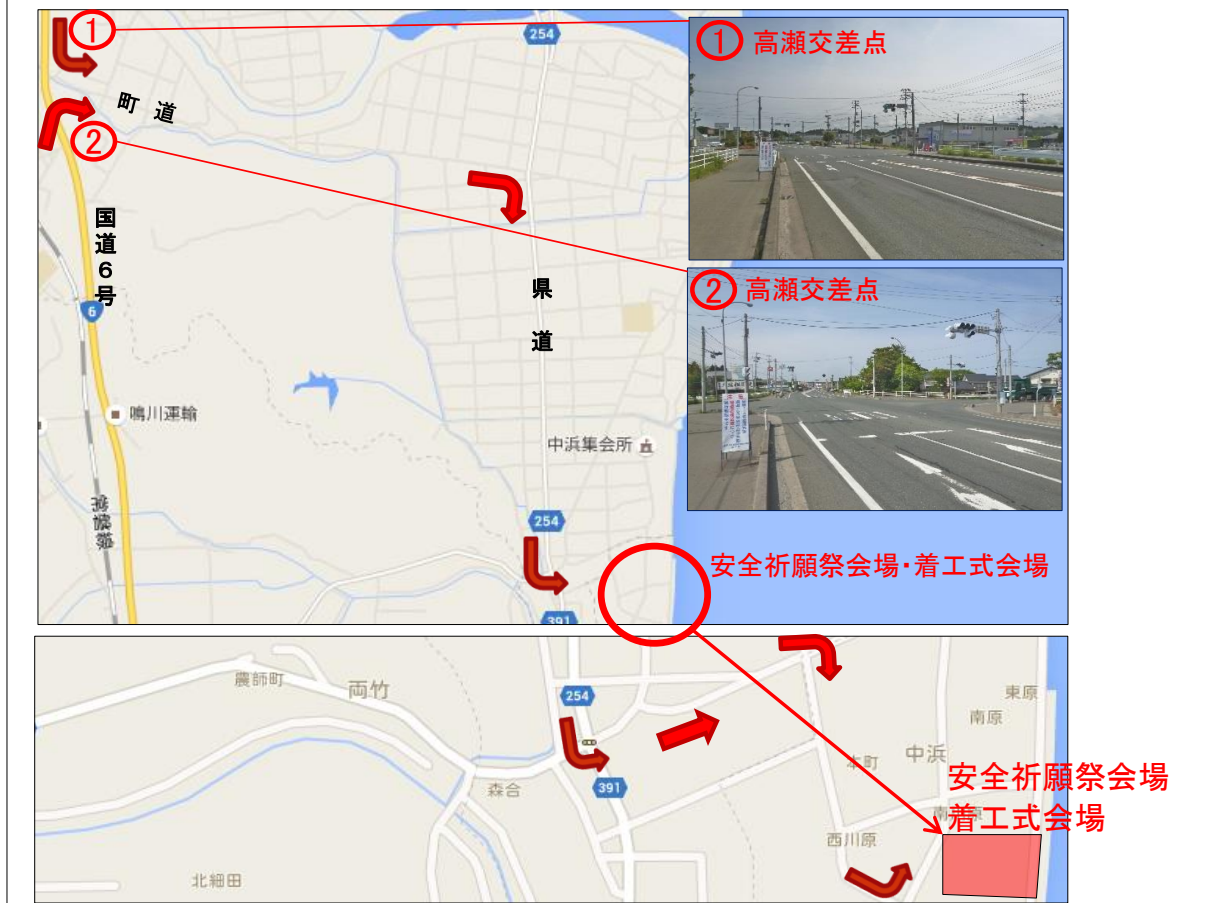 ①
②
町道
国道6号
6
鳴川運輸
254
県道
中浜集会所
254
391
① 高瀬交差点
② 高瀬交差点
安全祈願祭会場・着工式会場
農師町
両竹
254
391
森合
北細田
東原
南原
中浜
本町
西川原
安全祈願祭会場
着工式会場